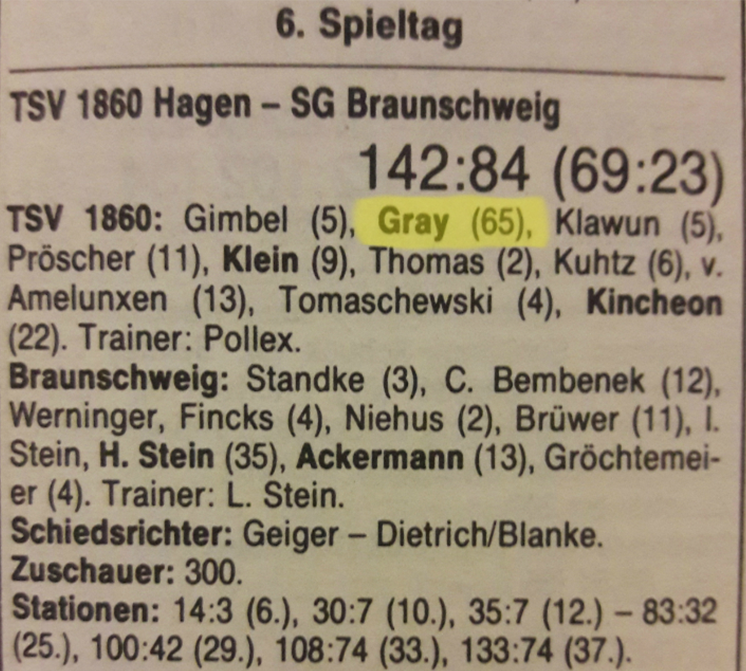 6. Spieltag
TSV 1860 Hagen – SG Braunschweig
142:84 (69:23)
TSV 1860: Gimbel (5), Gray (65), Klawun (5),
Pröscher (11), Klein (9), Thomas (2), Kuhtz (6), v.
Amelunxen (13), Tomaschewski (4), Kincheon
(22). Trainer: Pollex.
Braunschweig: Standke (3), C. Bembenek (12),
Werninger, Fincks (4), Niehus (2), Brüwer (11), I.
Stein, H. Stein (35), Ackermann (13), Gröchtemei-
er (4). Trainer: L. Stein.
Schiedsrichter: Geiger – Dietrich/Blanke.
Zuschauer: 300.
Stationen: 14:3 (6.), 30:7 (10.), 35:7 (12.) – 83:32
(25.), 100:42 (29.), 108:74 (33.), 133:74 (37.).